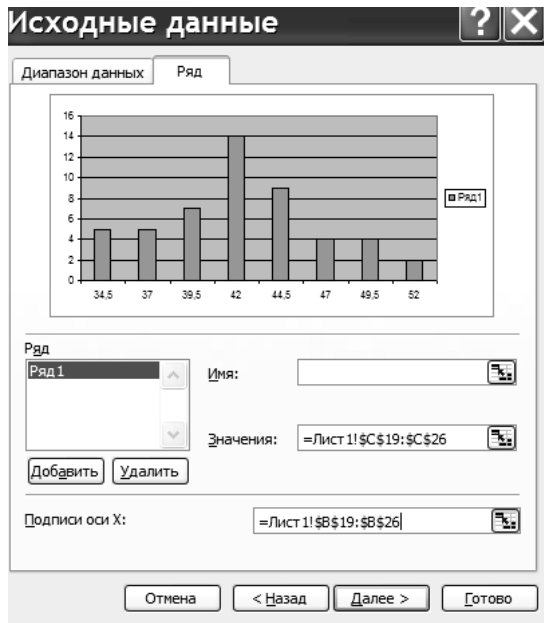 Исходные данные
Диапазон данных Ряд
16
14
12
10
8
6
4
2
0
34,5 37 39,5 42 44,5 47 49,5 52
Ряд1
Ряд
Ряд1
Имя:
Значения: =Лист1!$C$19:$C$26
Добавить Удалить
Подписи оси X: =Лист1!$B$19:$B$26
Отмена < Назад Далее > Готово